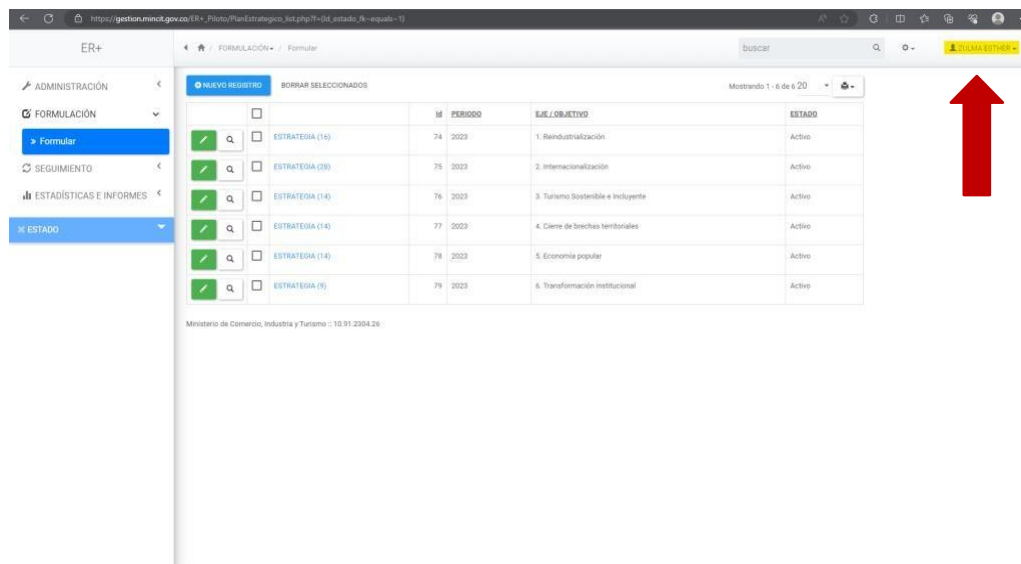 https://gestion.mincit.gov.co/ER+_Piloto/PlanEstrategico_list.php?f=(Id_estado_fk~equals~1)
ER+
/ FORMULACIÓN / Formular
buscar
ZULMA ESTHER
ADMINISTRACIÓN
FORMULACIÓN
» Formular
SEGUIMIENTO
ESTADÍSTICAS E INFORMES
ESTADO
NUEVO REGISTRO BORRAR SELECCIONADOS Mostrando 1 - 6 de 6 20
Id PERIODO EJE / OBJETIVO ESTADO
ESTRATEGIA (16) 74 2023 1. Reindustrialización Activo
ESTRATEGIA (28) 75 2023 2. Internacionalización Activo
ESTRATEGIA (14) 76 2023 3. Turismo Sostenible e Incluyente Activo
ESTRATEGIA (14) 77 2023 4. Cierre de brechas territoriales Activo
ESTRATEGIA (14) 78 2023 5. Economía popular Activo
ESTRATEGIA (9) 79 2023 6. Transformación institucional Activo
Ministerio de Comercio, Industria y Turismo :: 10.91 2304.26